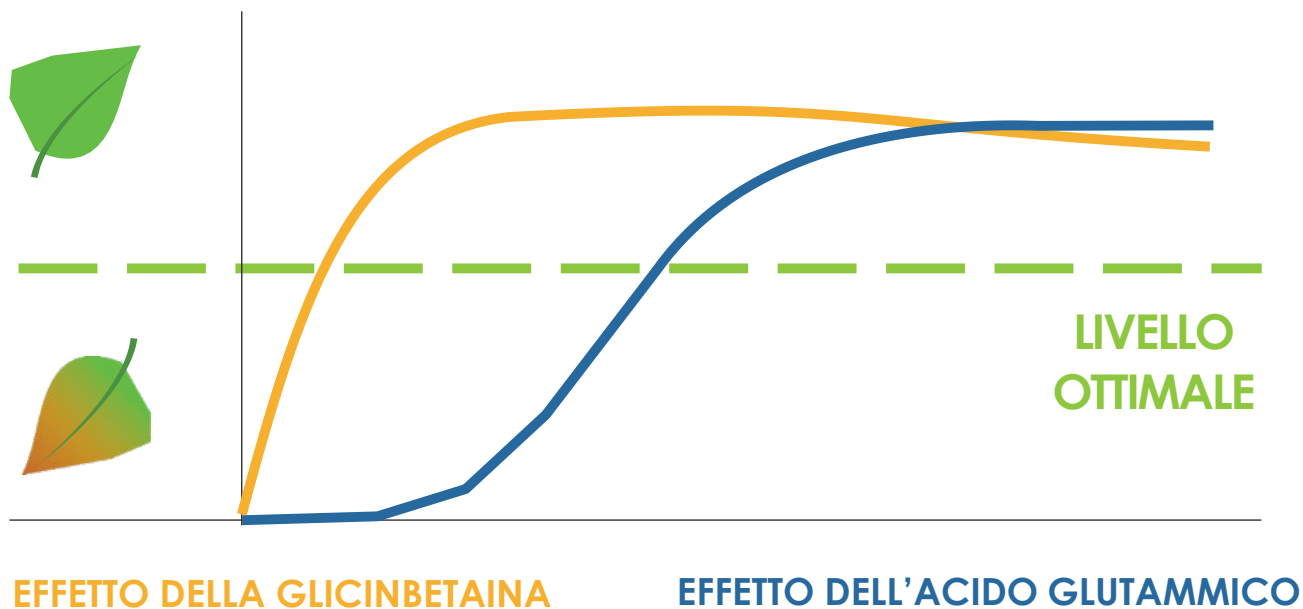 LIVELLO
OTTIMALE
EFFETTO DELLA GLICINBETAINA
EFFETTO DELL’ACIDO GLUTAMMICO